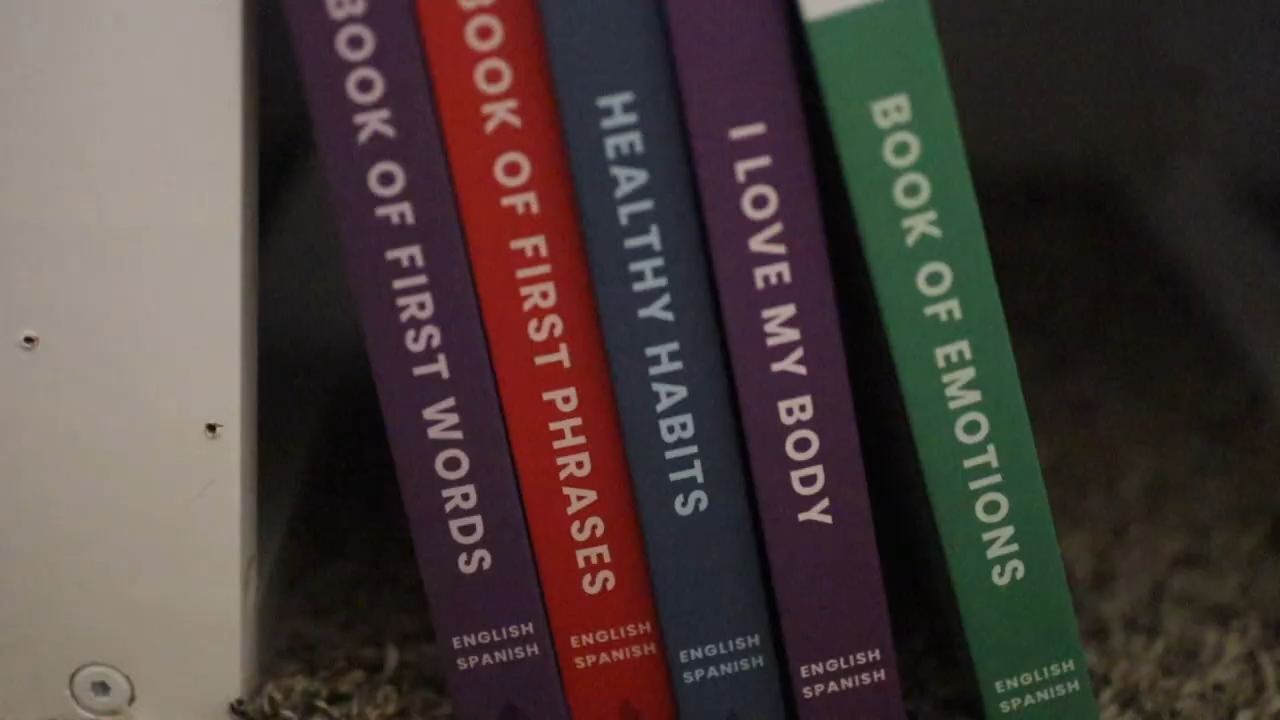 BOOK OF FIRST WORDS
ENGLISH
SPANISH
BOOK OF FIRST PHRASES
ENGLISH
SPANISH
HEALTHY HABITS
ENGLISH
SPANISH
I LOVE MY BODY
ENGLISH
SPANISH
BOOK OF EMOTIONS
ENGLISH
SPANISH